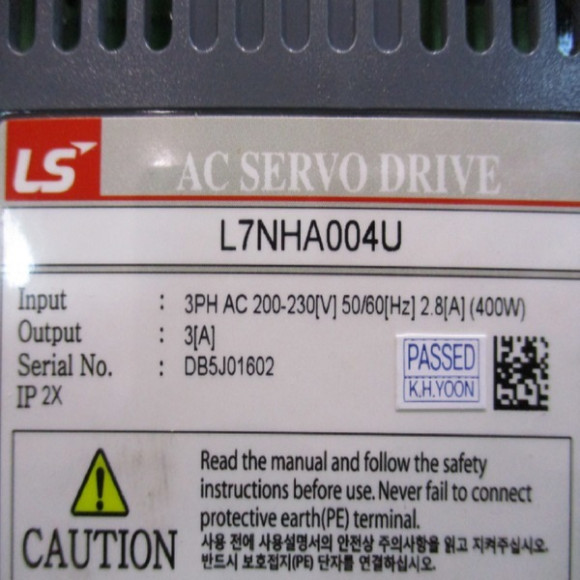 LS AC SERVO DRIVE
L7NHA004U
Input : 3PH AC 200-230[V] 50/60[Hz] 2.8[A] (400W)
Output : 3[A]
Serial No. : DB5J01602
IP 2X
PASSED
K.H.YOON
CAUTION
Read the manual and follow the safety
instructions before use. Never fail to connect
protective earth(PE) terminal.
사용 전에 사용설명서의 안전상 주의사항을 읽고 지켜주십시오.
반드시 보호접지(PE) 단자를 연결하십시오.